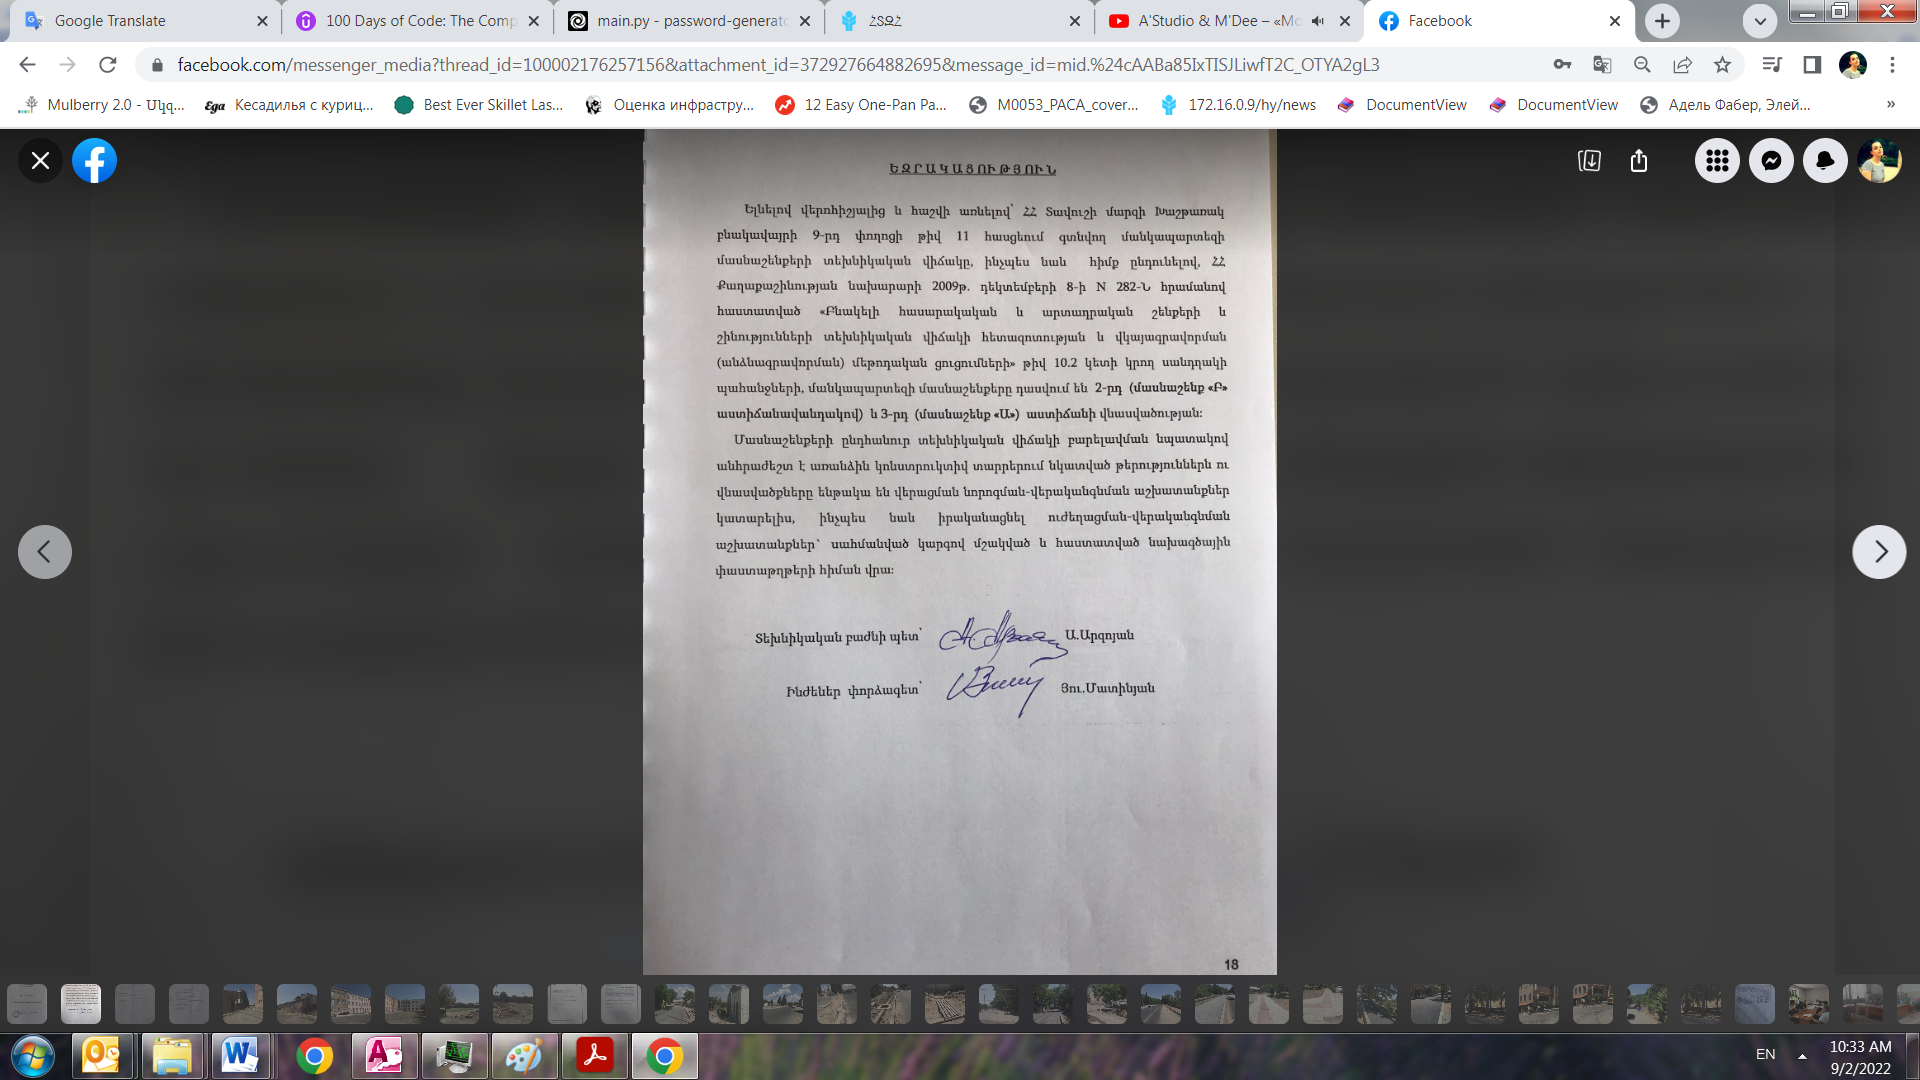 Google Translate
100 Days of Code: The Comp
main.py - password-generato
ՀՏԶՀ
A'Studio & M'Dee – «Мо
Facebook
facebook.com/messenger_media?thread_id=100002176257156&attachment_id=372927664882695&message_id=mid.%24cAABa85IxTISJLiwfT2C_OTYA2gL3
Mulberry 2.0 - Մկզ...
Ega
Кесадилья с куриц...
Best Ever Skillet Las...
Оценка инфрастру...
12 Easy One-Pan Pa...
M0053_PACA_cover...
172.16.0.9/hy/news
DocumentView
DocumentView
Адель Фабер, Элей...
»
ԵԶՐԱԿԱՑՈՒԹՅՈՒՆ
Ելնելով վերոհիշյալից և հաշվի առնելով՝ ՀՀ Տավուշի մարզի Խաշթառակ
բնակավայրի 9-րդ փողոցի թիվ 11 հասցեում գտնվող մանկապարտեզի
մասնաշենքերի տեխնիկական վիճակը, ինչպես նաև հիմք ընդունելով, ՀՀ
Քաղաքաշինության նախարարի 2009թ. դեկտեմբերի 8-ի N 282-Ն հրամանով
հաստատված «Բնակելի հասարակական և արտադրական շենքերի և
շինությունների տեխնիկական վիճակի հետազոտության և վկայագրավորման
(անձնագրավորման) մեթոդական ցուցումների» թիվ 10.2 կետի կրող սանդղակի
պահանջների, մանկապարտեզի մասնաշենքերը դասվում են 2-րդ (մասնաշենք «Բ»
աստիճանավանդակով) և 3-րդ (մասնաշենք «Ա») աստիճանի վնասվածության:
Մասնաշենքերի ընդհանուր տեխնիկական վիճակի բարելավման նպատակով
անհրաժեշտ է առանձին կոնստրուկտիվ տարրերում նկատված թերություններն ու
վնասվածքները ենթակա են վերացման նորոգման-վերականգնման աշխատանքներ
կատարելիս, ինչպես նաև իրականացնել ուժեղացման-վերականգնման
աշխատանքներ՝ սահմանված կարգով մշակված և հաստատված նախագծային
փաստաթղթերի հիման վրա:
Տեխնիկական բաժնի պետ՝ Ա.Արզոյան
Ինժեներ փորձագետ՝ Յու.Մատինյան
18
EN
10:33 AM
9/2/2022